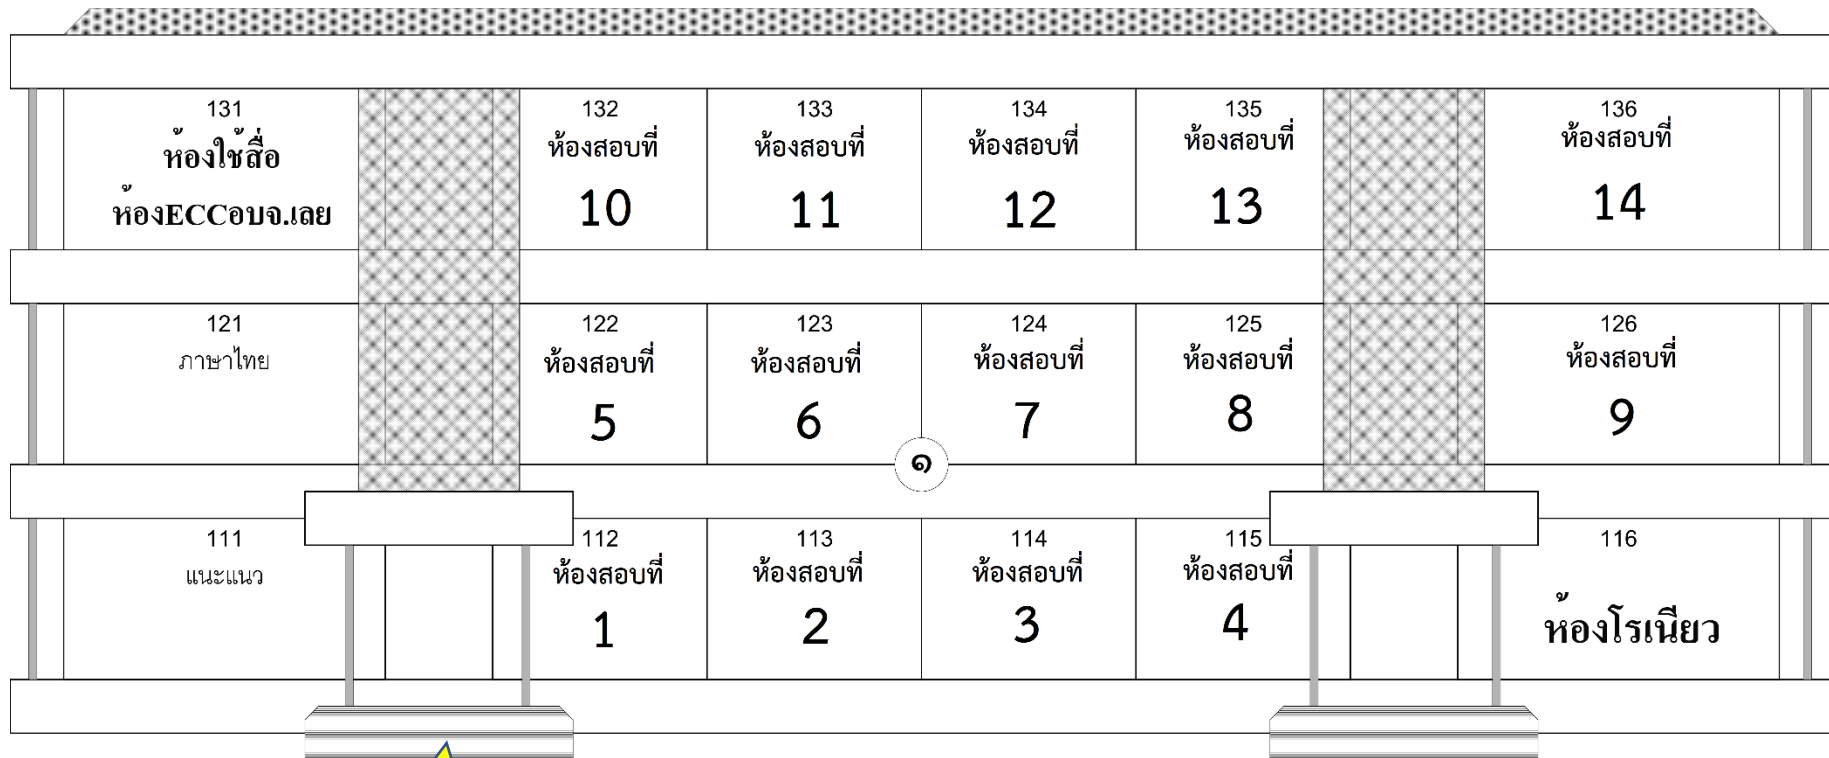 131
ห้องใช้สื่อ
ห้องECCอบจ.เลย
132
ห้องสอบที่
10
133
ห้องสอบที่
11
134
ห้องสอบที่
12
135
ห้องสอบที่
13
136
ห้องสอบที่
14
121
ภาษาไทย
122
ห้องสอบที่
5
123
ห้องสอบที่
6
124
ห้องสอบที่
7
125
ห้องสอบที่
8
126
ห้องสอบที่
9
๑
111
แนะแนว
112
ห้องสอบที่
1
113
ห้องสอบที่
2
114
ห้องสอบที่
3
115
ห้องสอบที่
4
116
ห้องโรเนียว